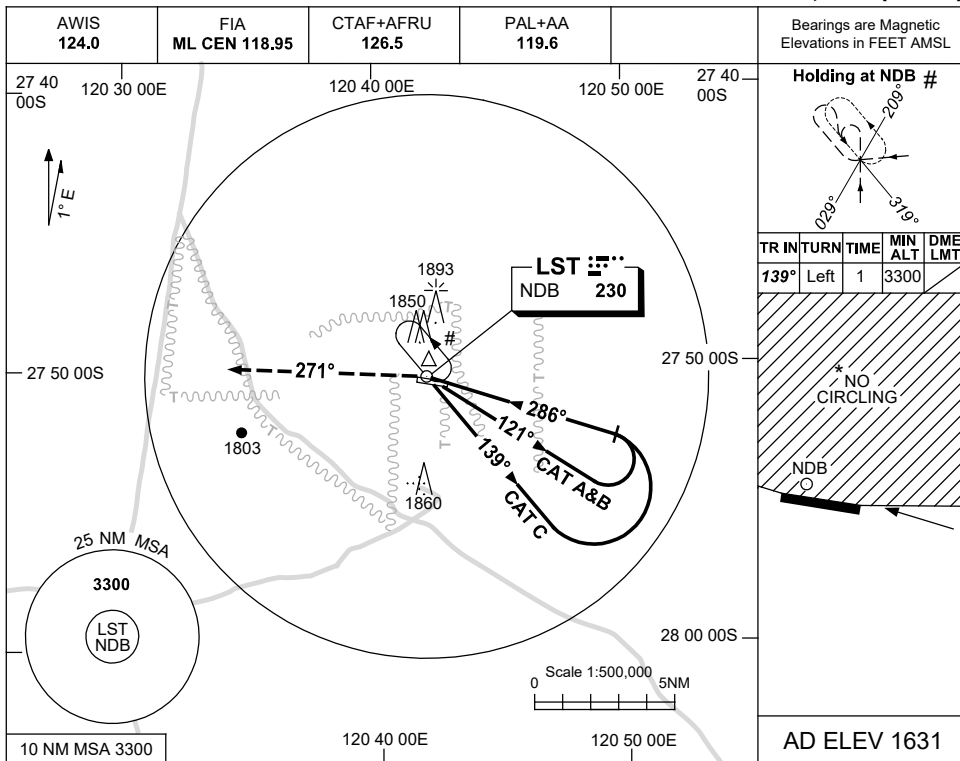 AWIS
124.0
FIA
ML CEN 118.95
CTAF+AFRU
126.5
PAL+AA
119.6
Bearings are Magnetic
Elevations in FEET AMSL
27 40
00S
120 30 00E
120 40 00E
120 50 00E
27 40
00S
1° E
1893
1850
#
LST
NDB 230
27 50 00S
27 50 00S
271°
286°
121°
CAT A&B
139°
CAT C
1803
1860
T
T
T
T
T
T
25 NM MSA
3300
LST
NDB
28 00 00S
Scale 1:500,000
0 5NM
10 NM MSA 3300
120 40 00E
120 50 00E
Holding at NDB #
209°
029°
319°
TR IN TURN TIME MIN ALT DME LMT
139° Left 1 3300
* NO
CIRCLING
NDB
AD ELEV 1631